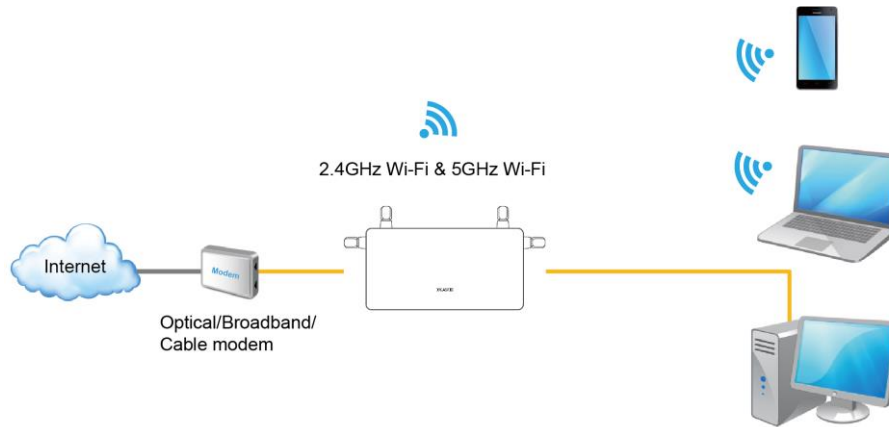 2.4GHz Wi-Fi & 5GHz Wi-Fi
Internet
Modem
Optical/Broadband/
Cable modem